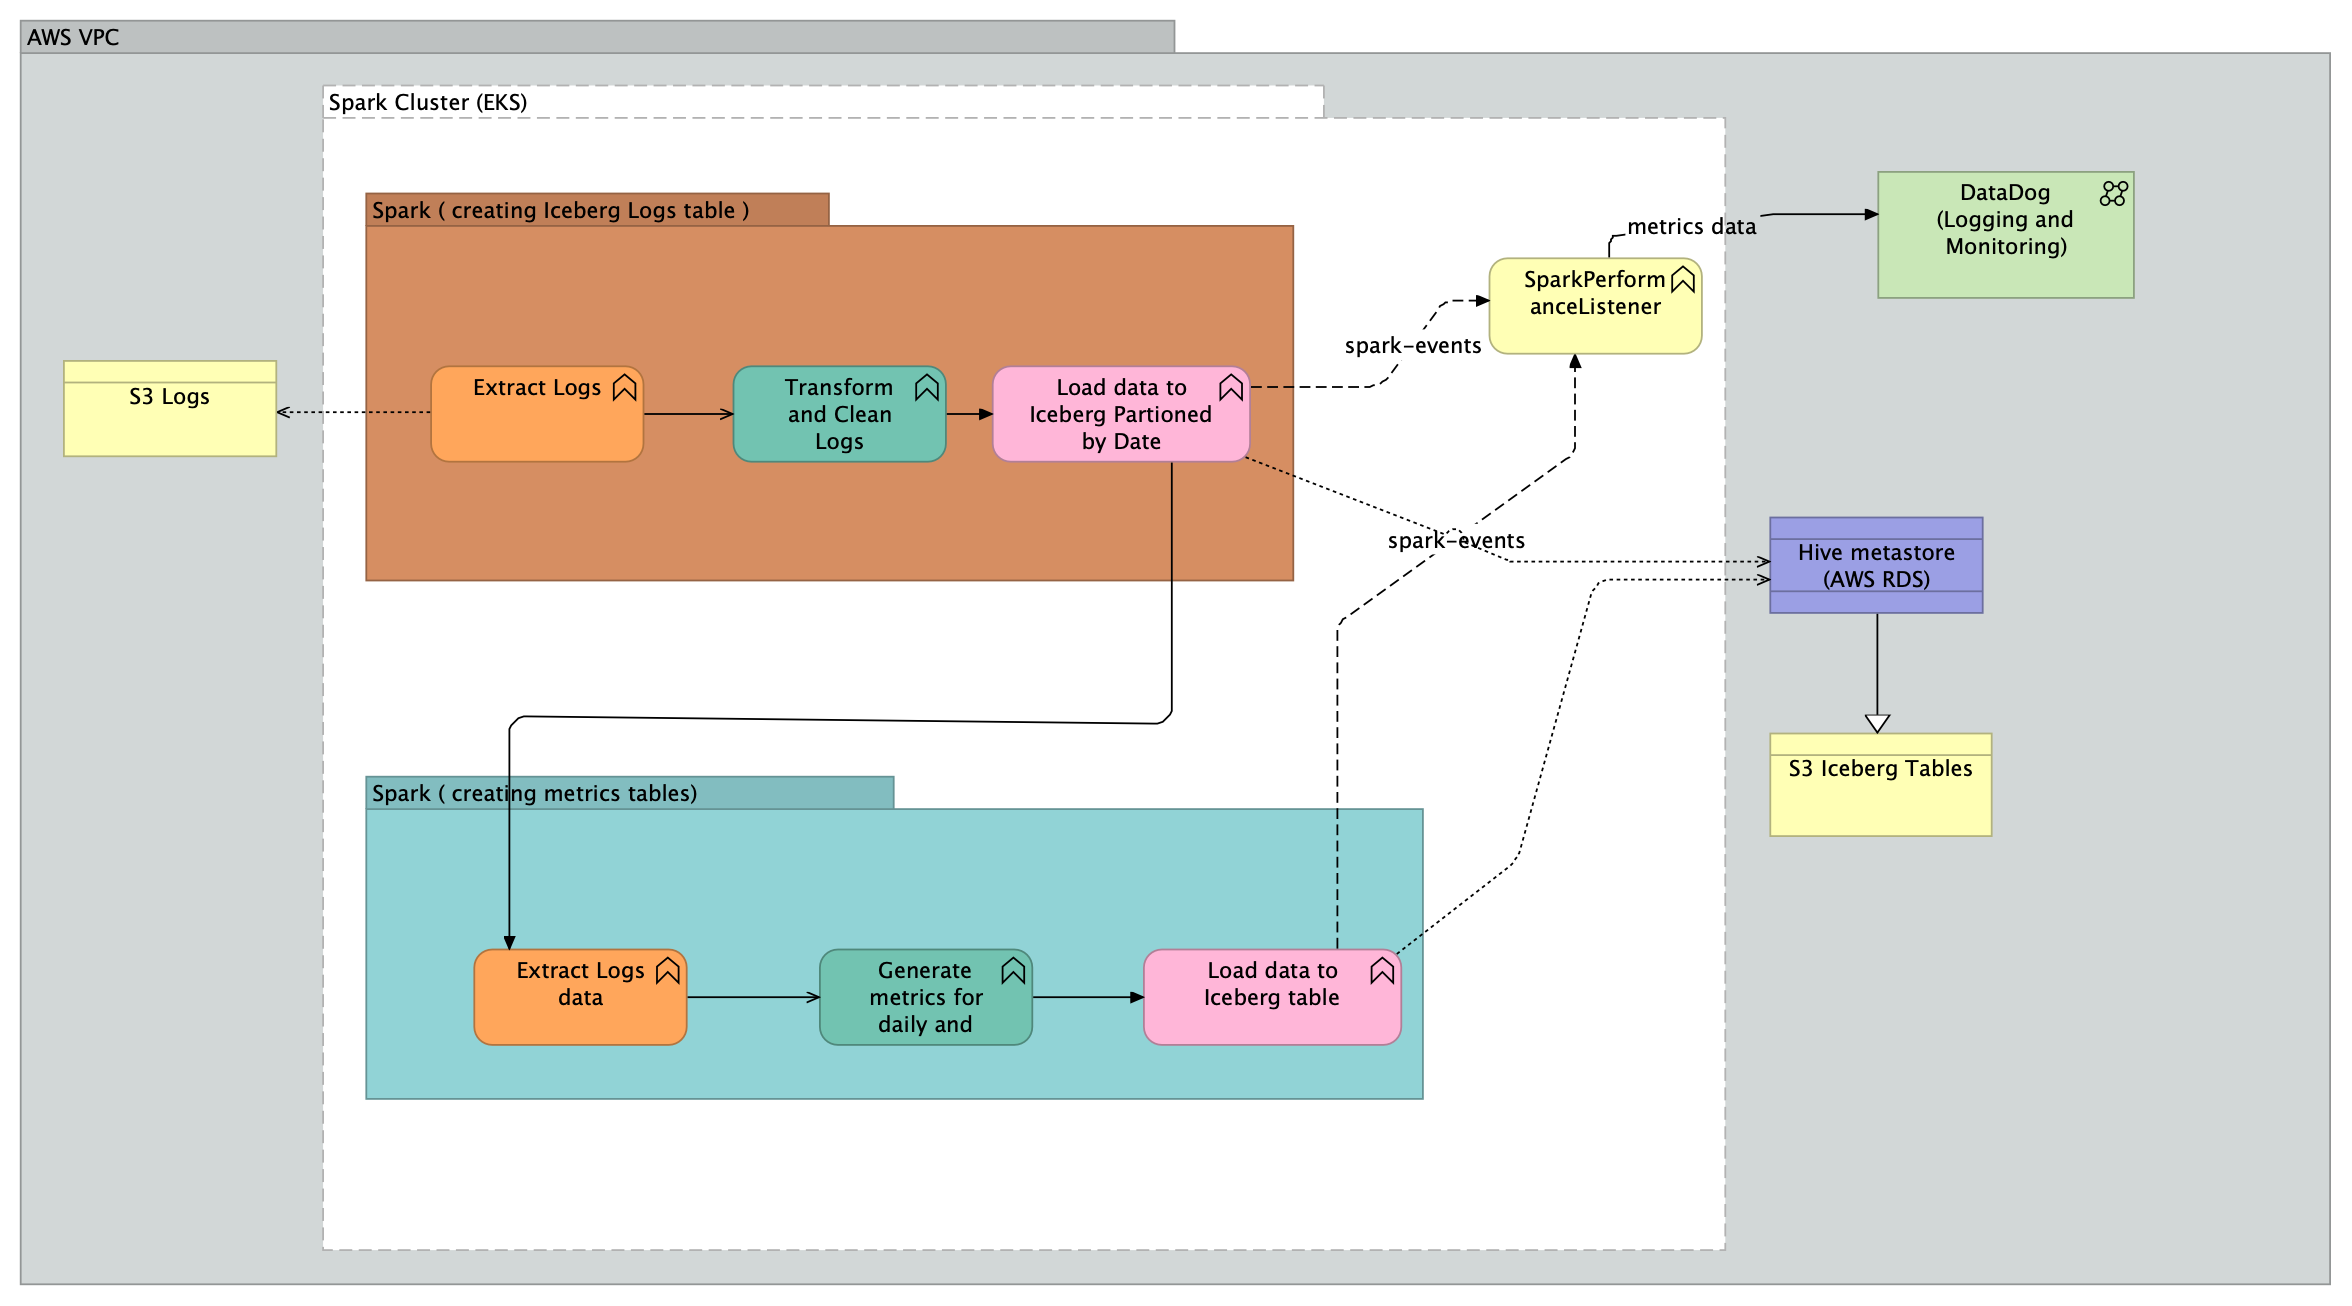 AWS VPC
Spark Cluster (EKS)
Spark ( creating Iceberg Logs table )
DataDog
(Logging and
Monitoring)
metrics data
SparkPerform
anceListener
spark-events
S3 Logs
Extract Logs
Transform
and Clean
Logs
Load data to
Iceberg Partioned
by Date
spark-events
Hive metastore
(AWS RDS)
S3 Iceberg Tables
Spark ( creating metrics tables)
Extract Logs
data
Generate
metrics for
daily and
Load data to
Iceberg table